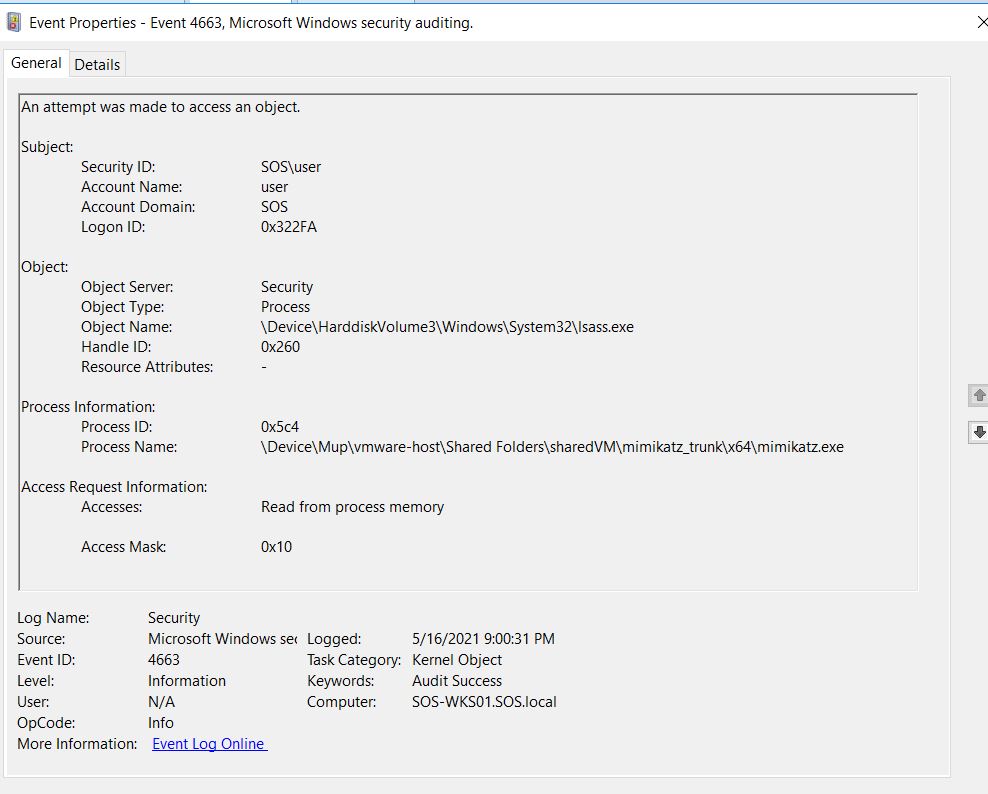 Event Properties - Event 4663, Microsoft Windows security auditing.
General Details
An attempt was made to access an object.
Subject:
Security ID: SOS\user
Account Name: user
Account Domain: SOS
Logon ID: 0x322FA
Object:
Object Server: Security
Object Type: Process
Object Name: \Device\HarddiskVolume3\Windows\System32\lsass.exe
Handle ID: 0x260
Resource Attributes: -
Process Information:
Process ID: 0x5c4
Process Name: \Device\Mup\vmware-host\Shared Folders\sharedVM\mimikatz_trunk\x64\mimikatz.exe
Access Request Information:
Accesses: Read from process memory
Access Mask: 0x10
Log Name: Security
Source: Microsoft Windows sec Logged: 5/16/2021 9:00:31 PM
Event ID: 4663 Task Category: Kernel Object
Level: Information Keywords: Audit Success
User: N/A Computer: SOS-WKS01.SOS.local
OpCode: Info
More Information: Event Log Online